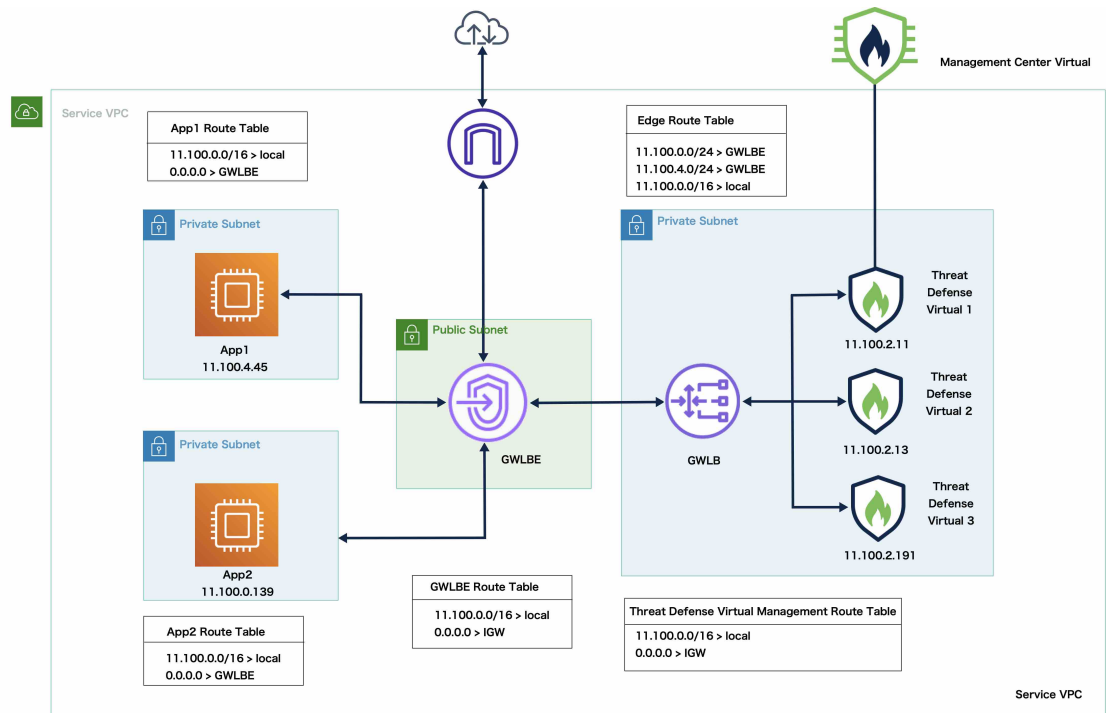 Management Center Virtual
Service VPC
App1 Route Table
11.100.0.0/16 > local
0.0.0.0 > GWLBE
Edge Route Table
11.100.0.0/24 > GWLBE
11.100.4.0/24 > GWLBE
11.100.0.0/16 > local
Private Subnet
App1
11.100.4.45
Public Subnet
GWLBE
Private Subnet
GWLB
Threat
Defense
Virtual 1
11.100.2.11
Threat
Defense
Virtual 2
11.100.2.13
Threat
Defense
Virtual 3
11.100.2.191
Private Subnet
App2
11.100.0.139
App2 Route Table
11.100.0.0/16 > local
0.0.0.0 > GWLBE
GWLBE Route Table
11.100.0.0/16 > local
0.0.0.0 > IGW
Threat Defense Virtual Management Route Table
11.100.0.0/16 > local
0.0.0.0 > IGW
Service VPC